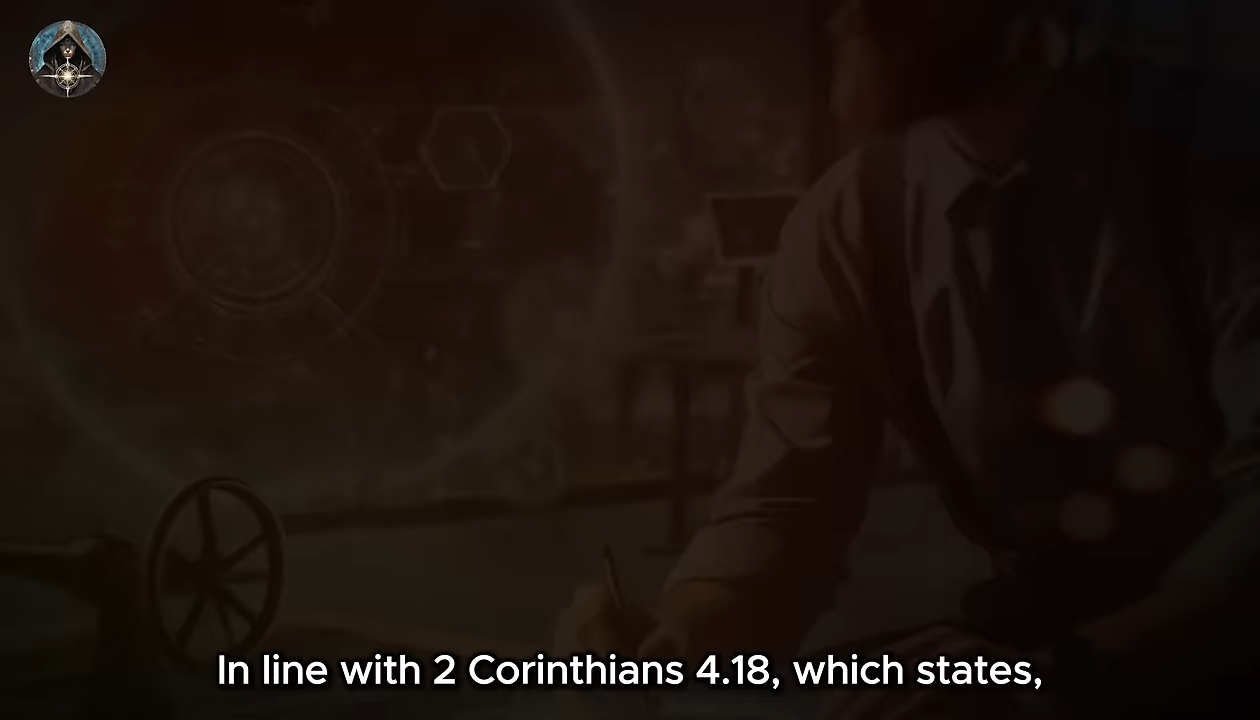 In line with 2 Corinthians 4.18, which states,